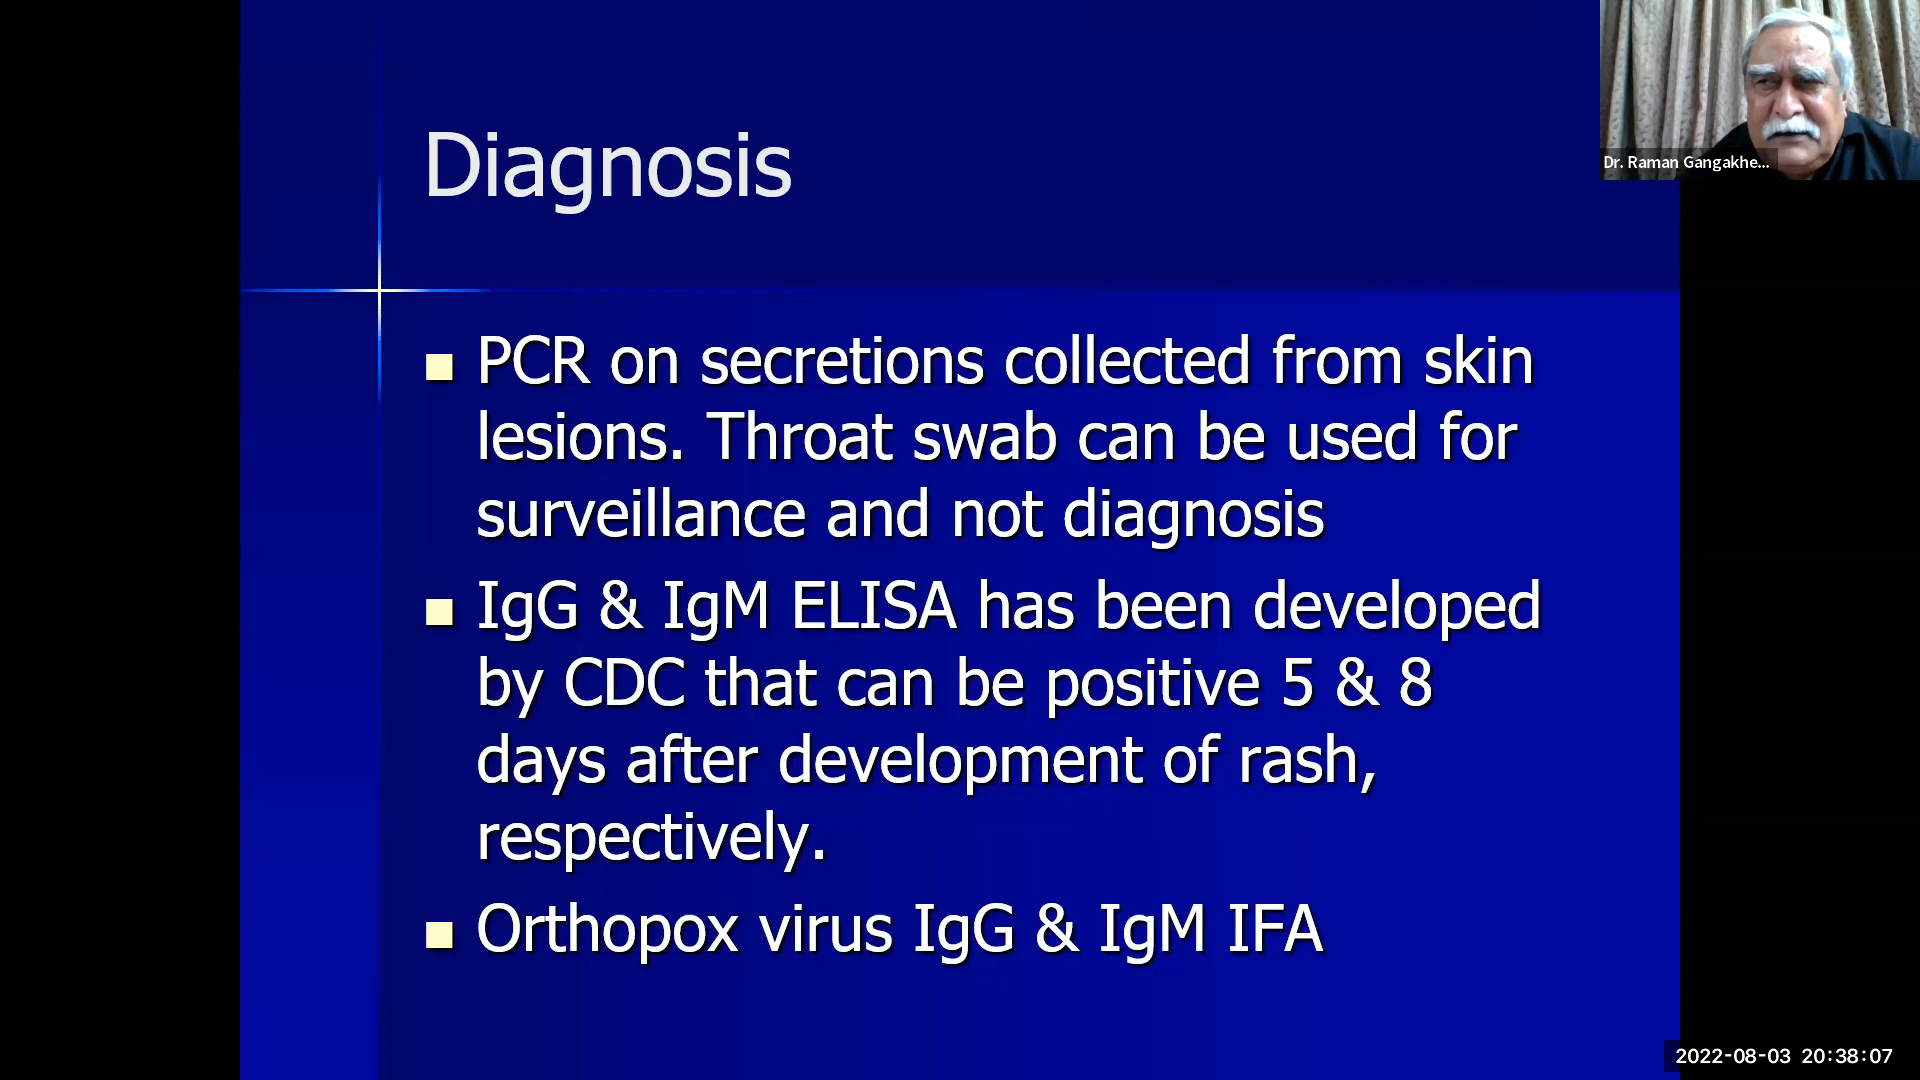 Diagnosis
PCR on secretions collected from skin
lesions. Throat swab can be used for
surveillance and not diagnosis
IgG & IgM ELISA has been developed
by CDC that can be positive 5 & 8
days after development of rash,
respectively.
Orthopox virus IgG & IgM IFA
Dr. Raman Gangakhe...
2022-08-03 20:38:07